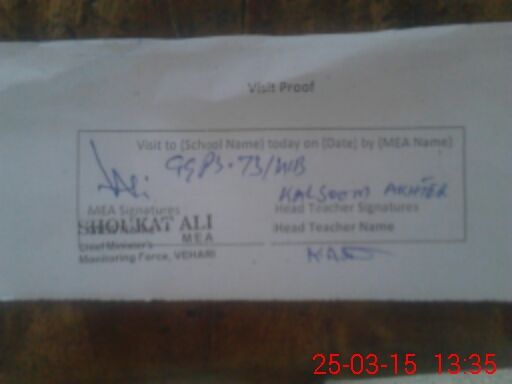 Visit Proof
Visit to (School Name) today on (Date) by (MEA Name)
GGPS. 73/WB
KALSOOM AKHTER
MEA Signatures
Head Teacher Signatures
SHOUKAT ALI
Head Teacher Name
MEA
Chief Minister's
Monitoring Force, VEHARI
25-03-15 13:35